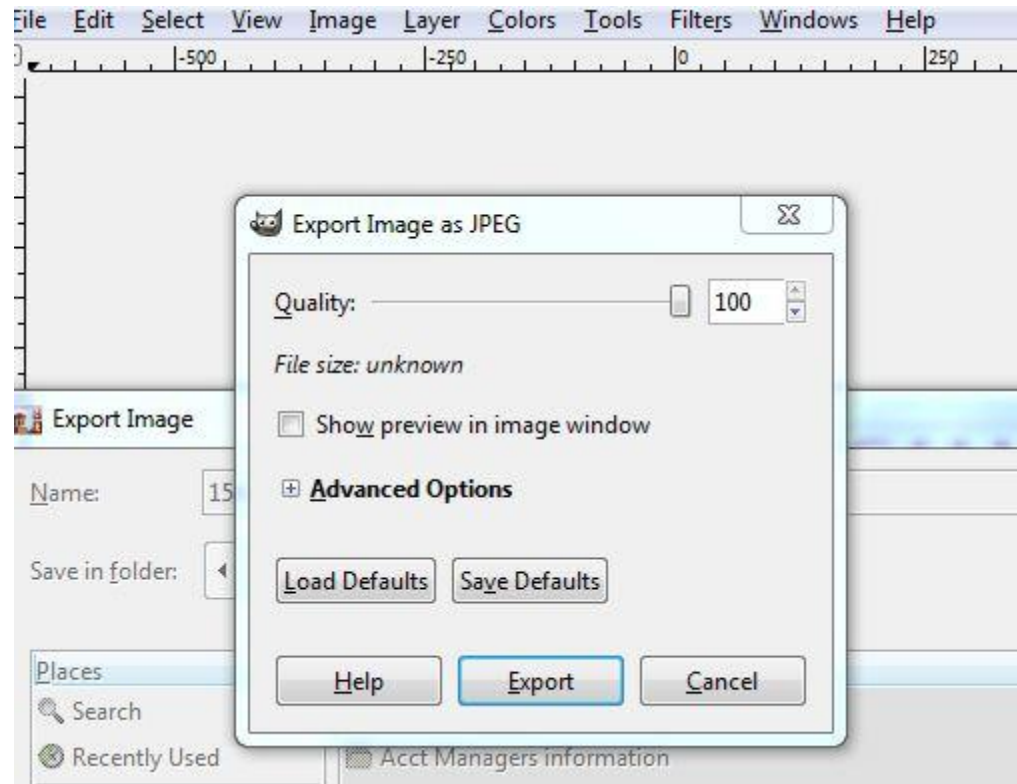 File Edit Select View Image Layer Colors Tools Filters Windows Help
-500 -250 0 250
Export Image as JPEG
Quality: 100
File size: unknown
Show preview in image window
Export Image
Advanced Options
Name: 15
Save in folder:
Load Defaults Save Defaults
Places
Help Export Cancel
Search
Recently Used
Acct Managers information